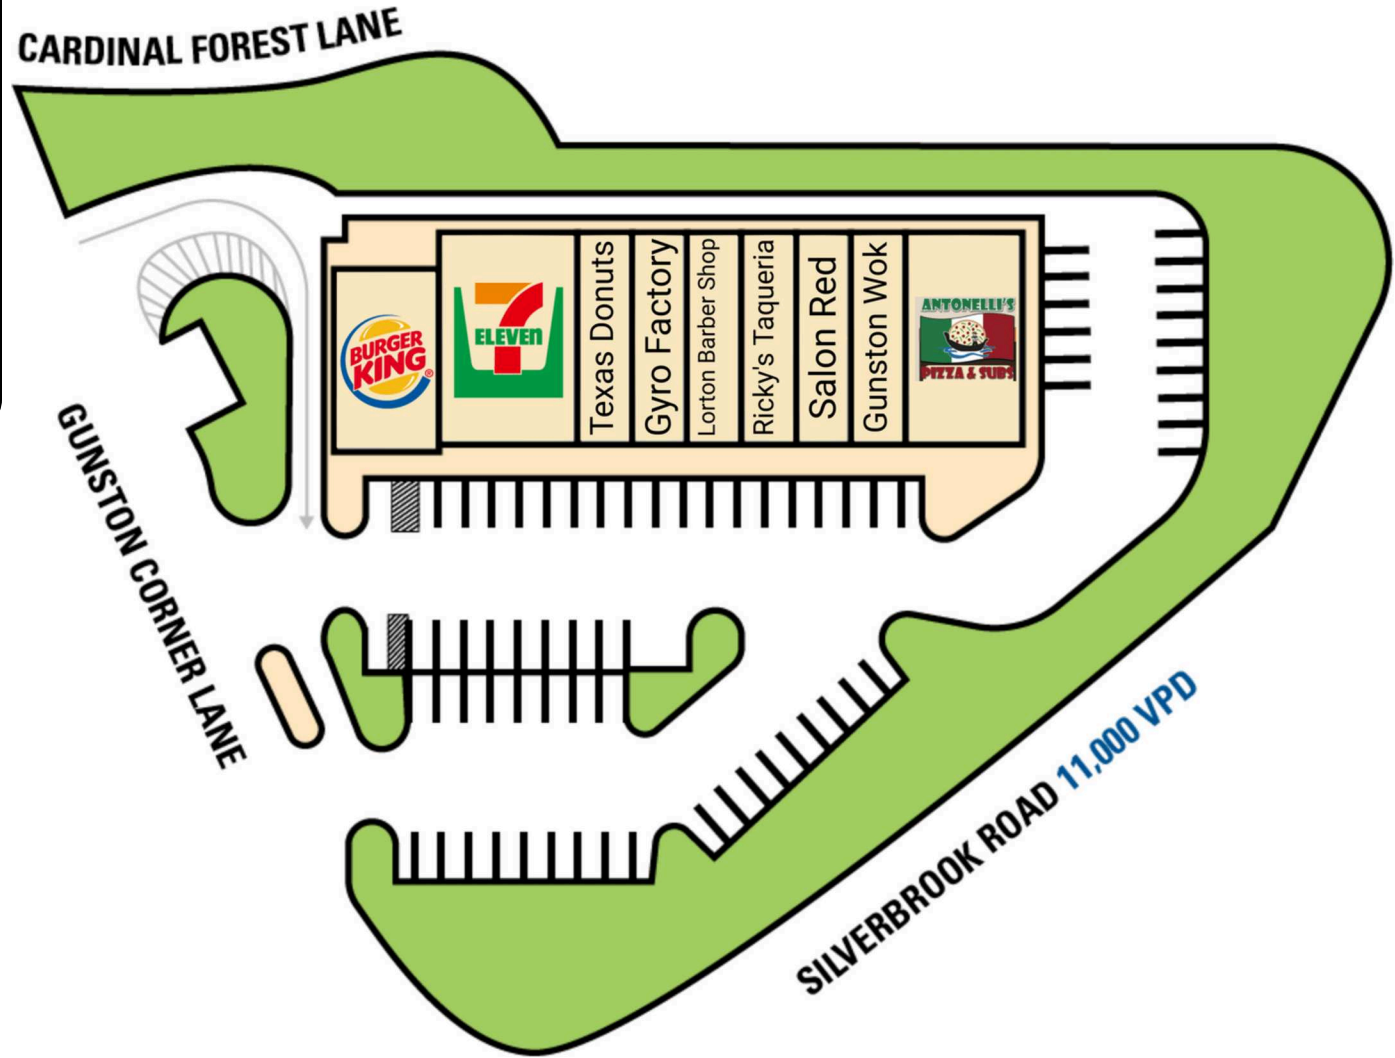 CARDINAL FOREST LANE
BURGER
KING®
7
ELEVEN
Texas Donuts
Gyro Factory
Lorton Barber Shop
Ricky's Taqueria
Salon Red
Gunston Wok
ANTONELLI'S
PIZZA & SUBS
GUNSTON CORNER LANE
SILVERBROOK ROAD 11,000 VPD